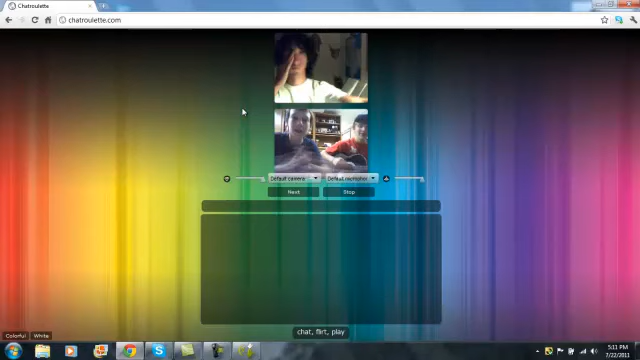 Chatroulette
chatroulette.com
Default camera
Default microphon
Next
Stop
chat, flirt, play
Colorful
White
5:11 PM
7/22/2011